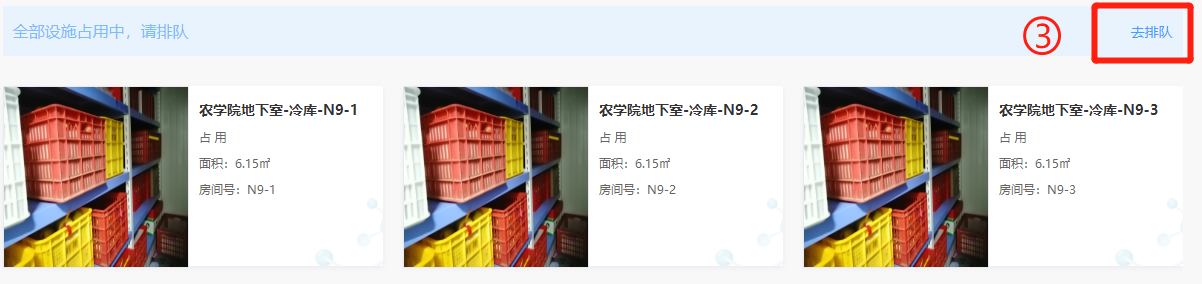 全部设施占用中，请排队
③
去排队
农学院地下室-冷库-N9-1
占用
面积：6.15㎡
房间号：N9-1
农学院地下室-冷库-N9-2
占用
面积：6.15㎡
房间号：N9-2
农学院地下室-冷库-N9-3
占用
面积：6.15㎡
房间号：N9-3